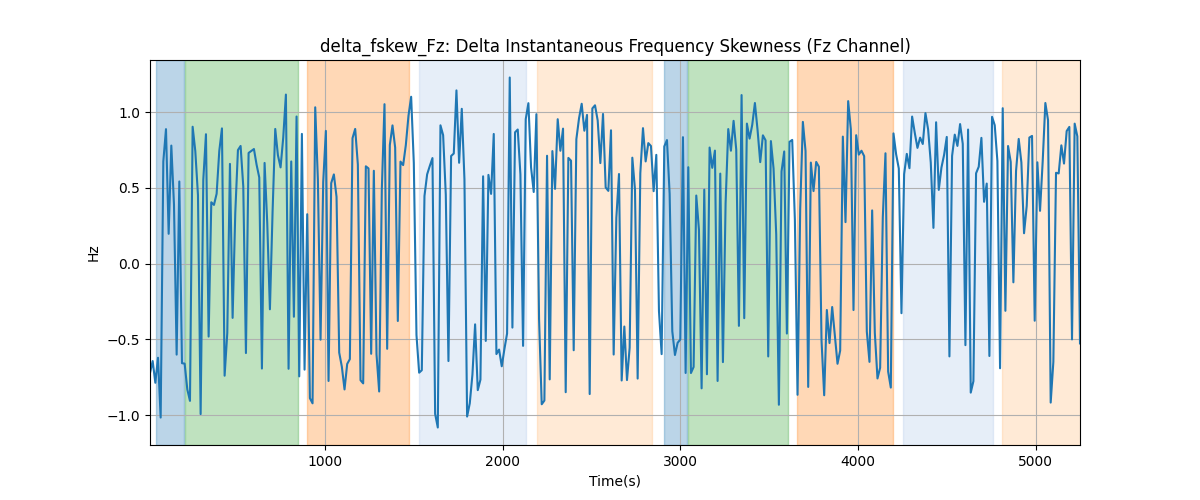 delta_fskew_Fz: Delta Instantaneous Frequency Skewness (Fz Channel)
1.0
0.5
0.0
−0.5
−1.0
Hz
1000 2000 3000 4000 5000
Time(s)